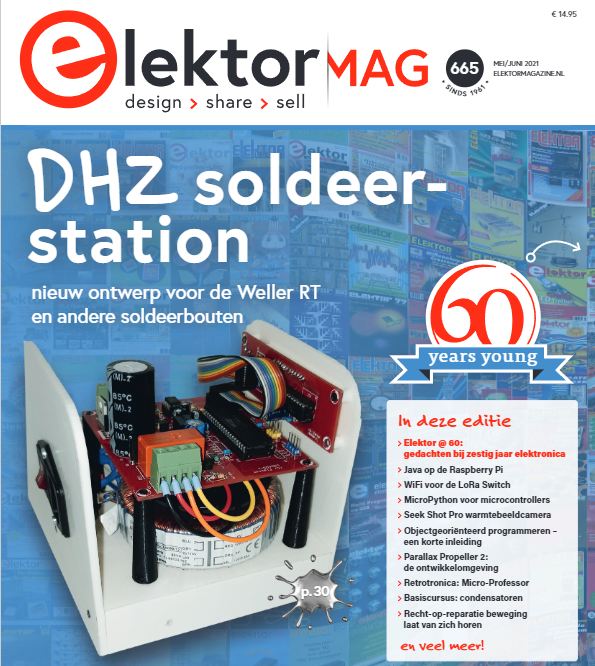 € 14.95
elektor MAG
design > share > sell
665
SINDS 1961
MEI/JUNI 2021
ELEKTORMAGAZINE.NL
DHZ soldeer-
station
nieuw ontwerp voor de Weller RT
en andere soldeerbouten
60
years young
In deze editie
> Elektor @ 60:
gedachten bij zestig jaar elektronica
> Java op de Raspberry Pi
> WiFi voor de LoRa Switch
> MicroPython voor microcontrollers
> Seek Shot Pro warmtebeeldcamera
> Objectgeoriënteerd programmeren –
een korte inleiding
> Parallax Propeller 2:
de ontwikkelomgeving
> Retrotronica: Micro-Professor
> Basiscursus: condensatoren
> Recht-op-reparatie beweging
laat van zich horen
en veel meer!
p. 30
85°C
(M)
85°C
(M)